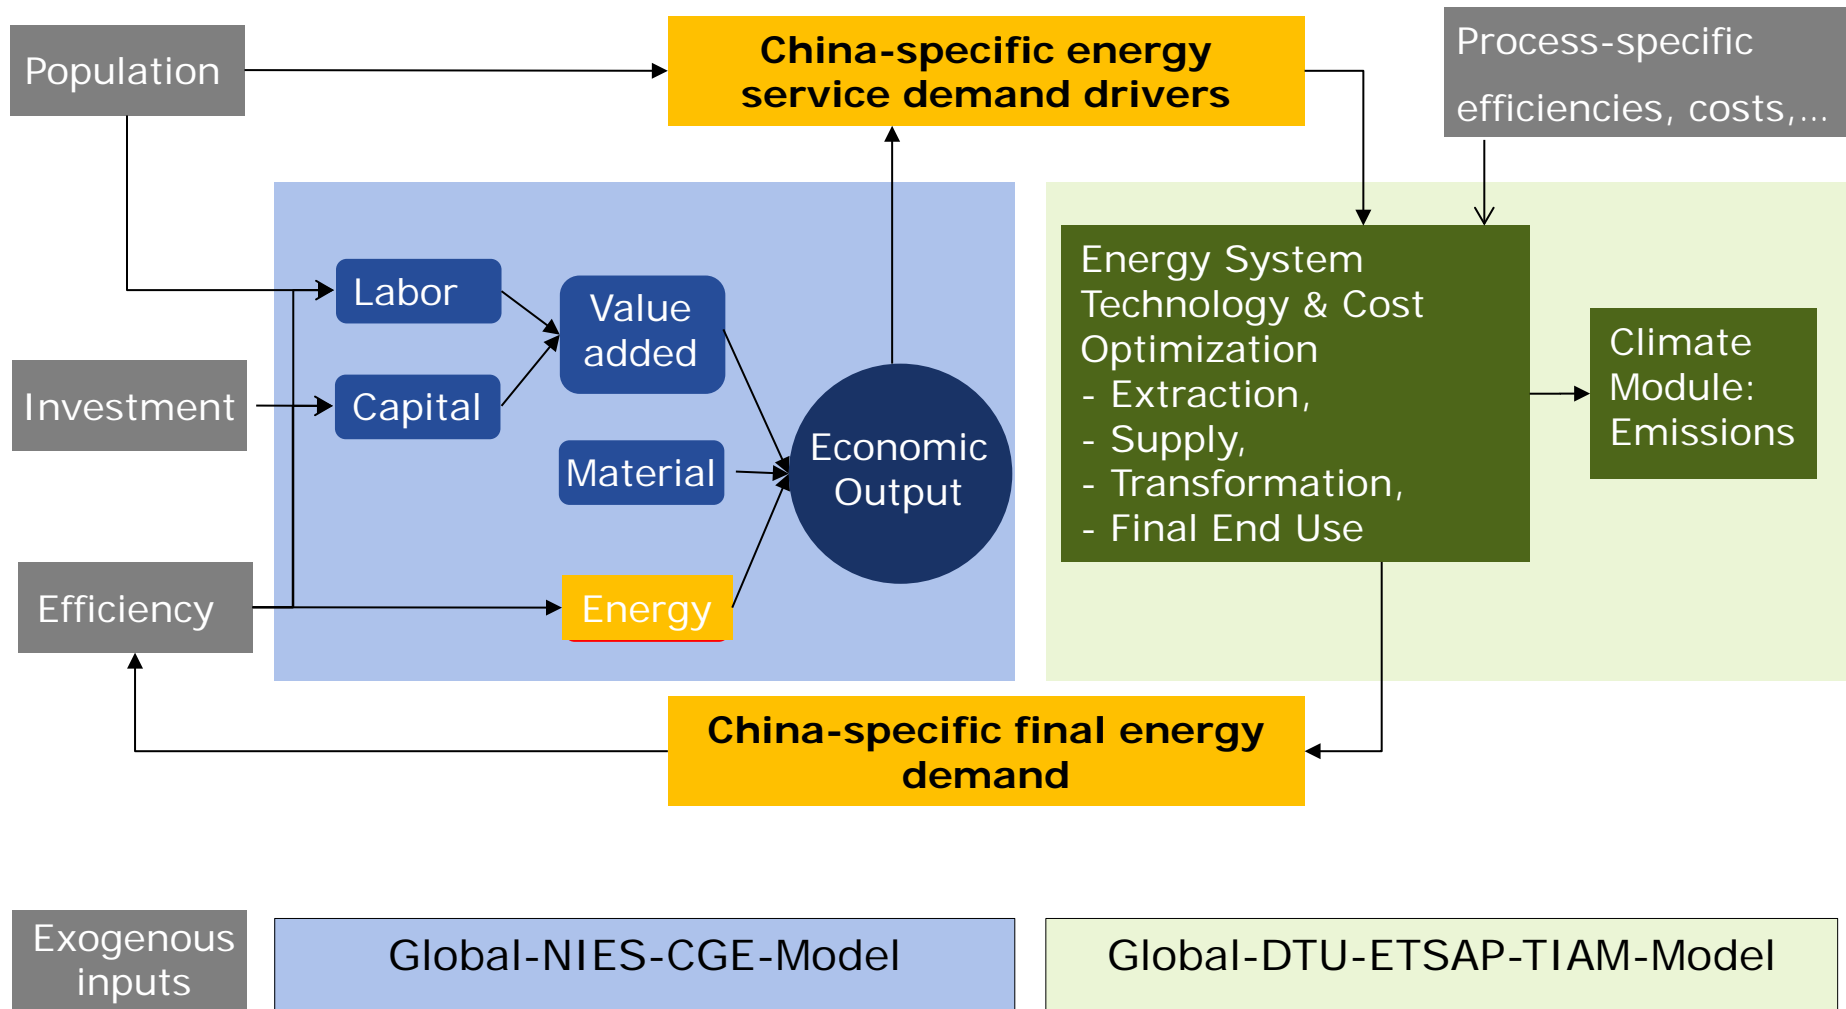 Population
China-specific energy
service demand drivers
Process-specific
efficiencies, costs,...
Labor
Value
added
Investment
Capital
Material
Economic
Output
Efficiency
Energy
Energy System
Technology & Cost
Optimization
- Extraction,
- Supply,
- Transformation,
- Final End Use
Climate
Module:
Emissions
China-specific final energy
demand
Exogenous
inputs
Global-NIES-CGE-Model
Global-DTU-ETSAP-TIAM-Model